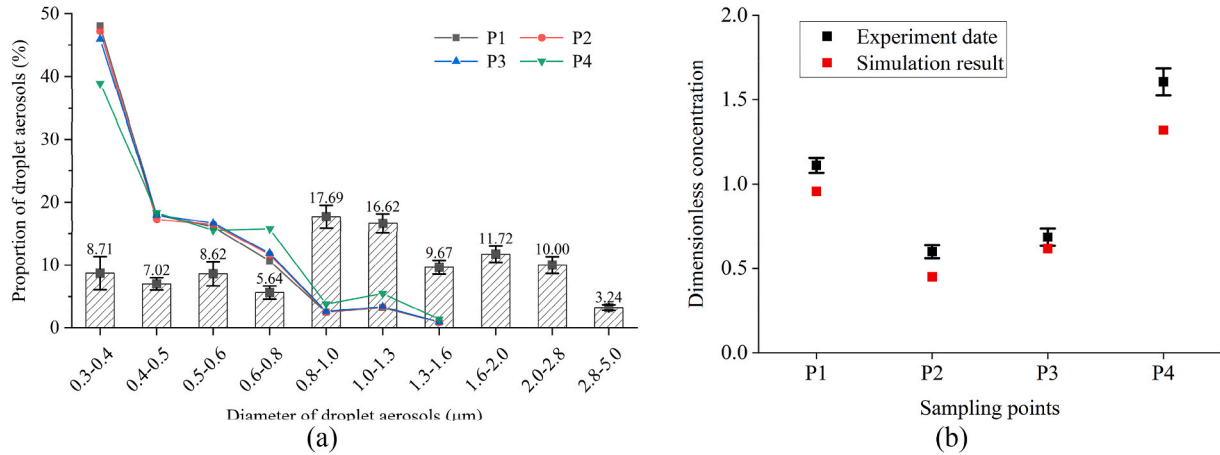 P1 P2
P3 P4
Proportion of droplet aerosols (%)
50
40
30
20
10
0
8.71
7.02
8.62
5.64
17.69
16.62
9.67
11.72
10.00
3.24
0.3-0.4
0.4-0.5
0.5-0.6
0.6-0.8
0.8-1.0
1.0-1.3
1.3-1.6
1.6-2.0
2.0-2.8
2.8-5.0
Diameter of droplet aerosols (μm)
(a)
Experiment date
Simulation result
Dimensionless concentration
2.0
1.5
1.0
0.5
0.0
P1
P2
P3
P4
Sampling points
(b)